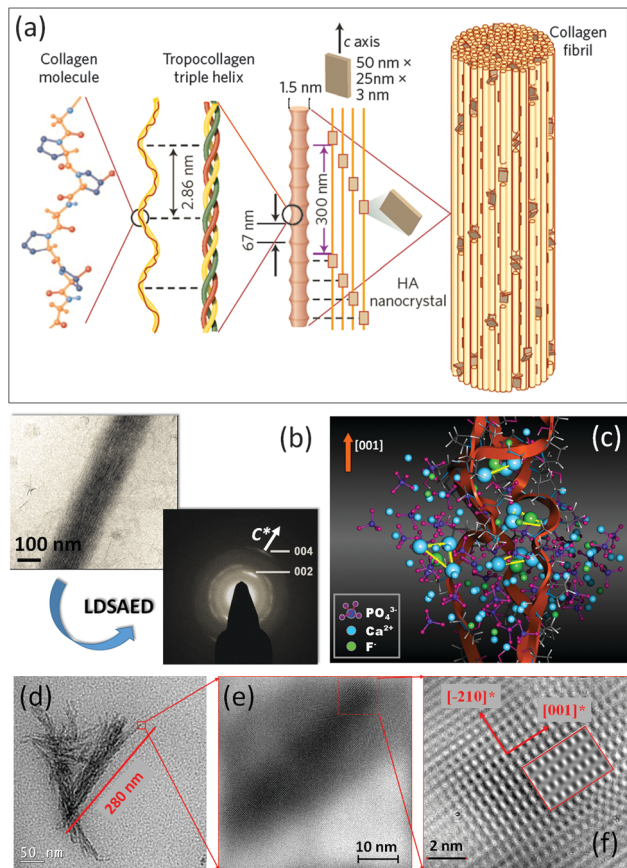 (a)
Collagen
molecule
Tropocollagen
triple helix
c axis
50 nm ×
25nm ×
3 nm
Collagen
fibril
1.5 nm
2.86 nm
67 nm
300 nm
HA
nanocrystal
(b)
100 nm
LDSAED
C*
004
002
(c)
[001]
PO₄³⁻
Ca²⁺
F⁻
(d)
280 nm
50 nm
(e)
10 nm
[-210]*
[001]*
2 nm
(f)